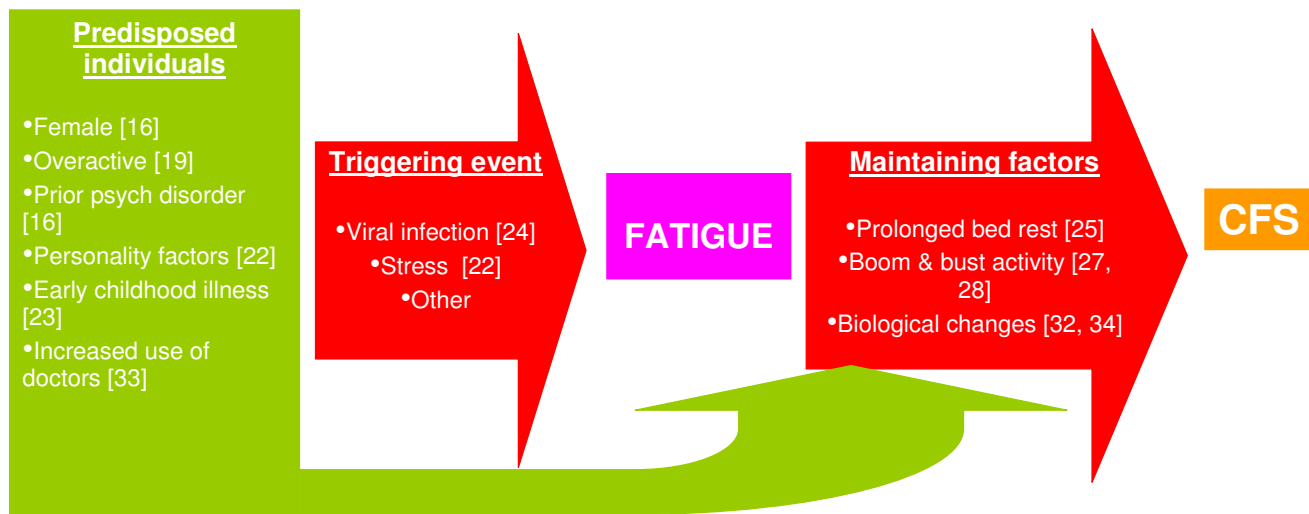 Predisposed
individuals
•Female [16]
•Overactive [19]
•Prior psych disorder
[16]
•Personality factors [22]
•Early childhood illness
[23]
•Increased use of
doctors [33]
Triggering event
•Viral infection [24]
•Stress [22]
•Other
FATIGUE
Maintaining factors
•Prolonged bed rest [25]
•Boom & bust activity [27,
28]
•Biological changes [32, 34]
CFS